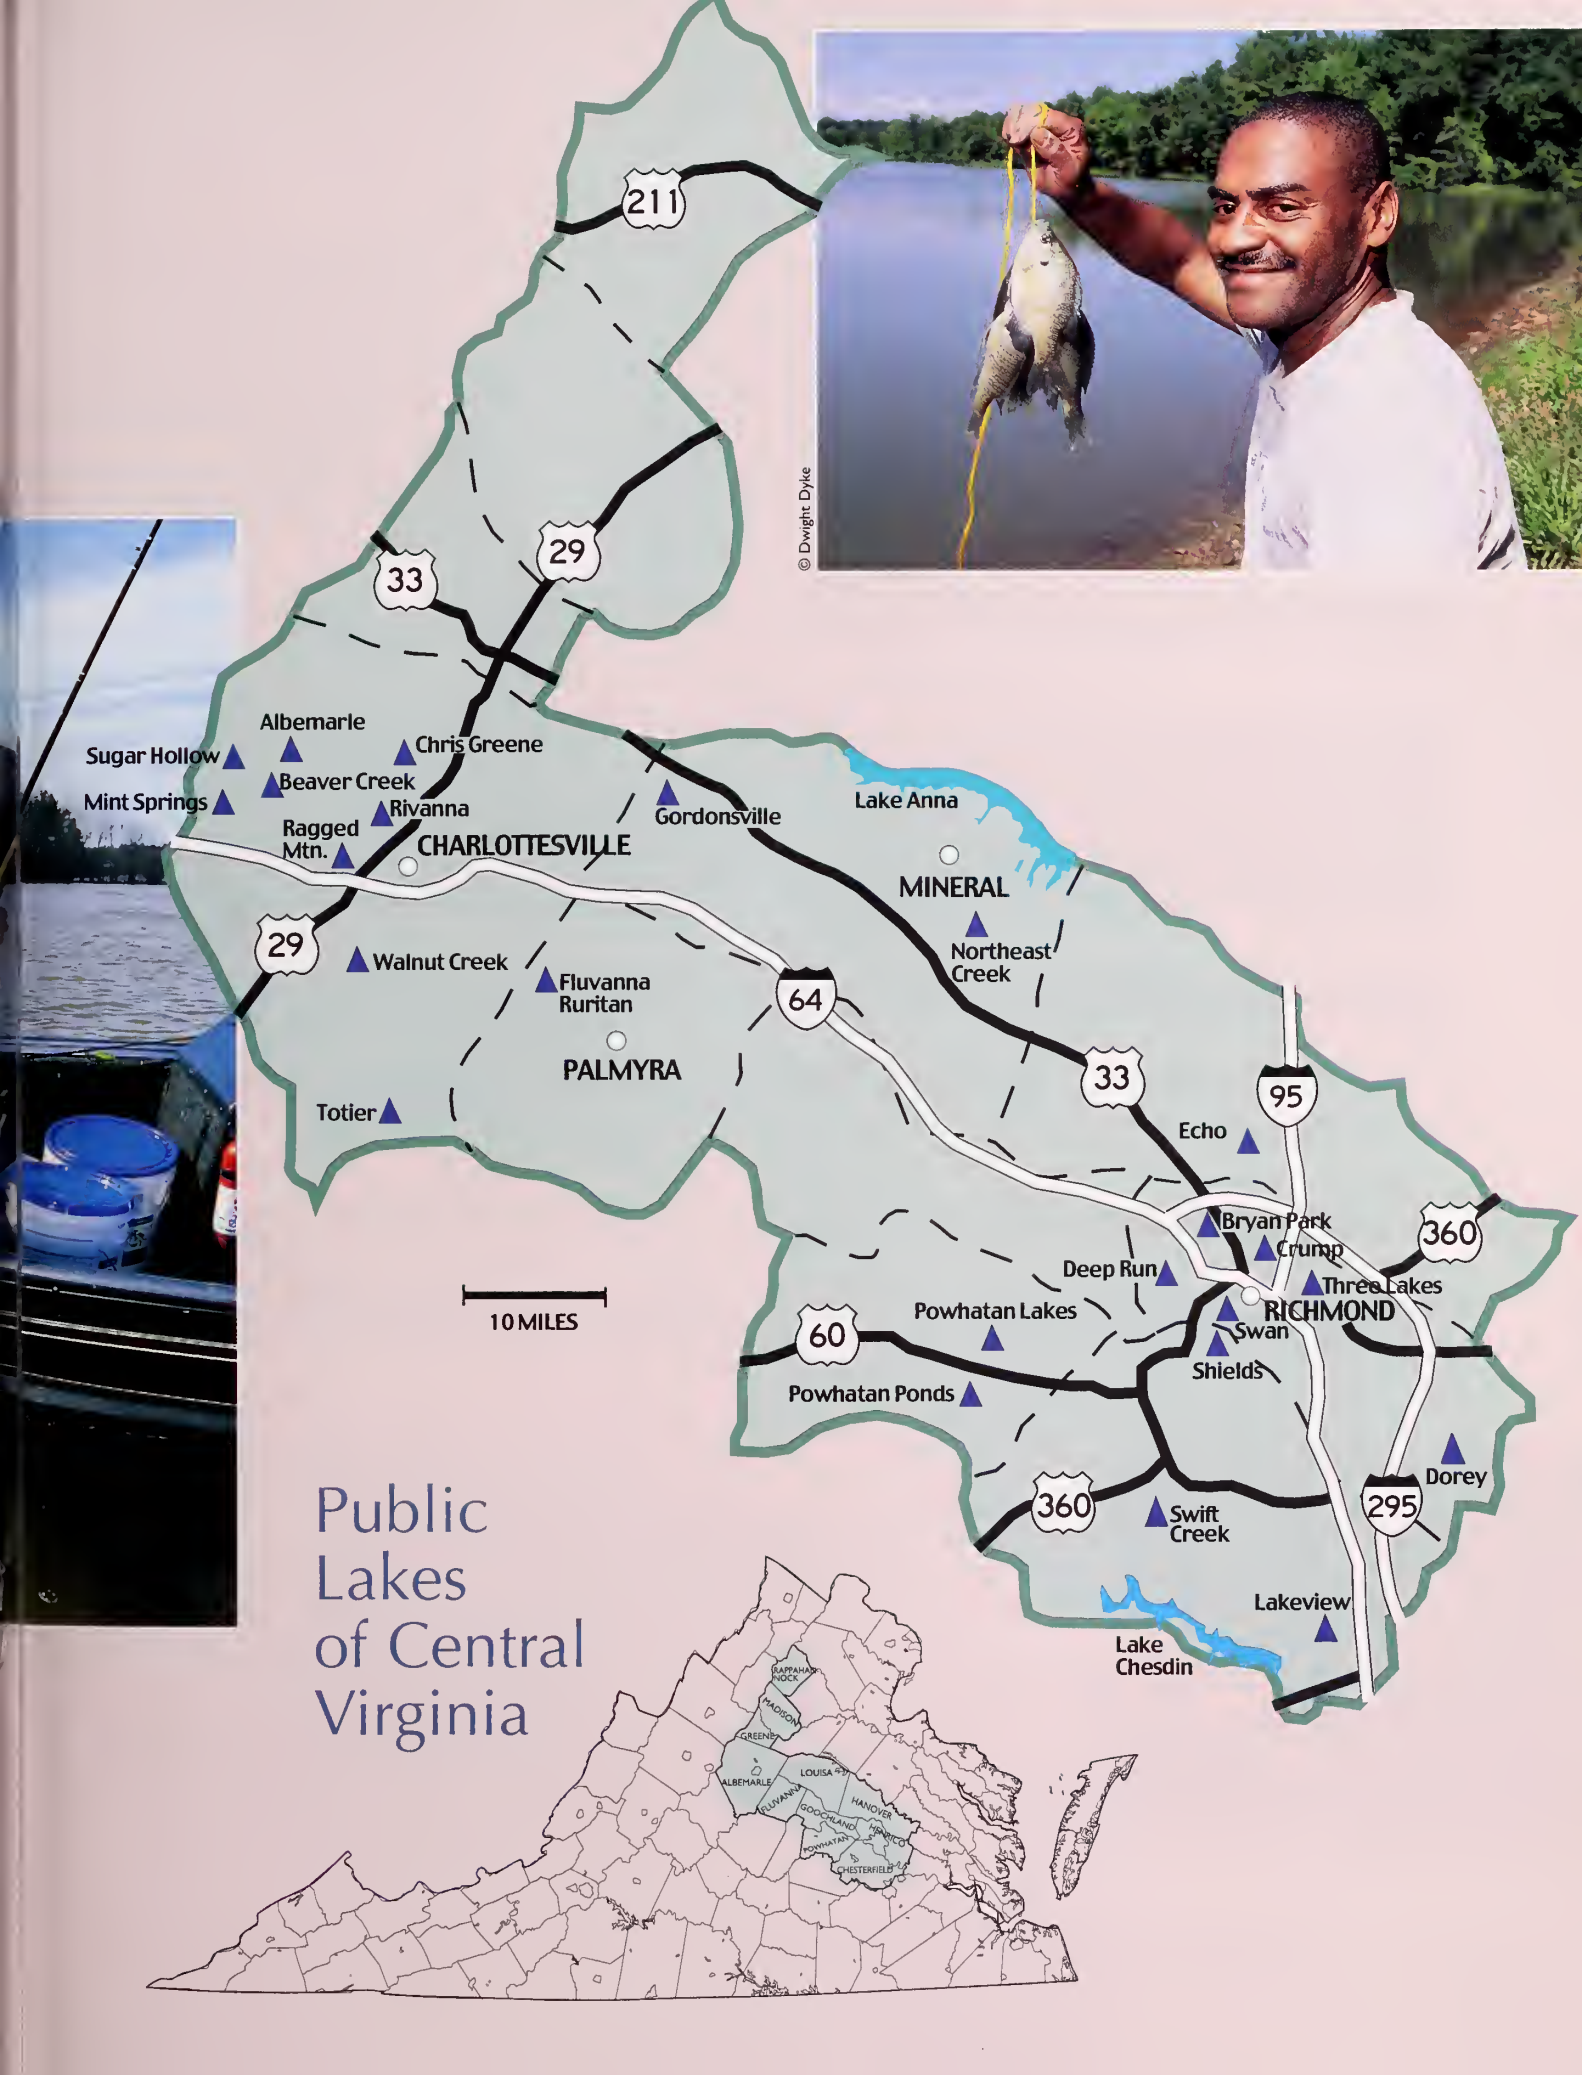 211
© Dwight Dyke
29
33
Albemarle
Sugar Hollow
Chris Greene
Beaver Creek
Mint Springs
Rivanna
Ragged
Mtn.
CHARLOTTESVILLE
Gordonsville
Lake Anna
MINERAL
29
Walnut Creek
Northeast
Creek
Fluvanna
Ruritan
64
PALMYRA
33
95
Totier
Echo
Bryan Park
360
Crump
Deep Run
Three Lakes
10 MILES
Powhatan Lakes
RICHMOND
60
Swan
Shields
Powhatan Ponds
Dorey
360
Swift
Creek
295
Lakeview
Lake
Chesdin
Public
Lakes
of Central
Virginia
RAPPAHAN
NOCK
MADISON
GREENE
ALBEMARLE
LOUISA
FLUVANNA
HANOVER
GOOCHLAND
HENRICO
POWHATAN
CHESTERFIELD